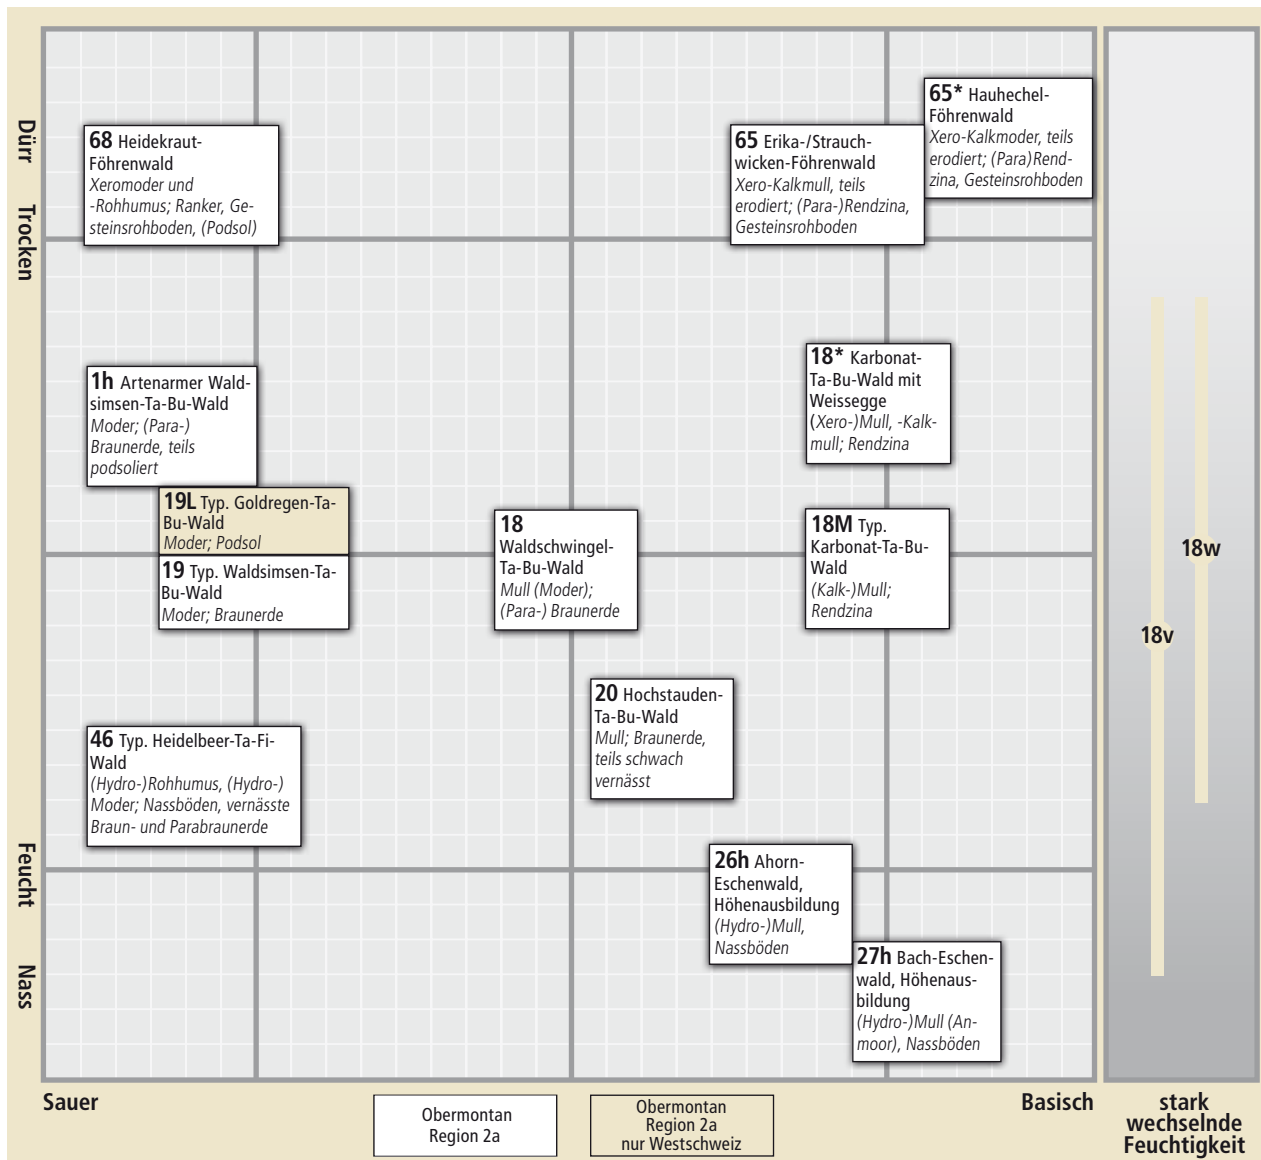 Dürr
Trocken
Feucht
Nass
68 Heidekraut-
Föhrenwald
Xeromoder und
-Rohhumus; Ranker, Ge-
steinsrohboden, (Podsol)
65 Erika-/Strauch-
wicken-Föhrenwald
Xero-Kalkmull, teils
erodiert; (Para-)Rendzina,
Gesteinsrohboden
65* Hauhechel-
Föhrenwald
Xero-Kalkmoder, teils
erodiert; (Para)Rend-
zina, Gesteinsrohboden
1h Artenarmer Wald-
simsen-Ta-Bu-Wald
Moder; (Para-)
Braunerde, teils
podsoliert
18* Karbonat-
Ta-Bu-Wald mit
Weissegge
(Xero-)Mull, -Kalk-
mull; Rendzina
19L Typ. Goldregen-Ta-
Bu-Wald
Moder; Podsol
19 Typ. Waldsimsen-Ta-
Bu-Wald
Moder; Braunerde
18
Waldschwingel-
Ta-Bu-Wald
Mull (Moder);
(Para-) Braunerde
18M Typ.
Karbonat-Ta-Bu-
Wald
(Kalk-)Mull;
Rendzina
20 Hochstauden-
Ta-Bu-Wald
Mull; Braunerde,
teils schwach
vernässt
46 Typ. Heidelbeer-Ta-Fi-
Wald
(Hydro-)Rohhumus, (Hydro-)
Moder; Nassböden, vernässte
Braun- und Parabraunerde
26h Ahorn-
Eschenwald,
Höhenausbildung
(Hydro-)Mull,
Nassböden
27h Bach-Eschen-
wald, Höhenaus-
bildung
(Hydro-)Mull (An-
moor), Nassböden
18w
18v
Sauer
Basisch
Obermontan
Region 2a
Obermontan
Region 2a
nur Westschweiz
stark
wechselnde
Feuchtigkeit